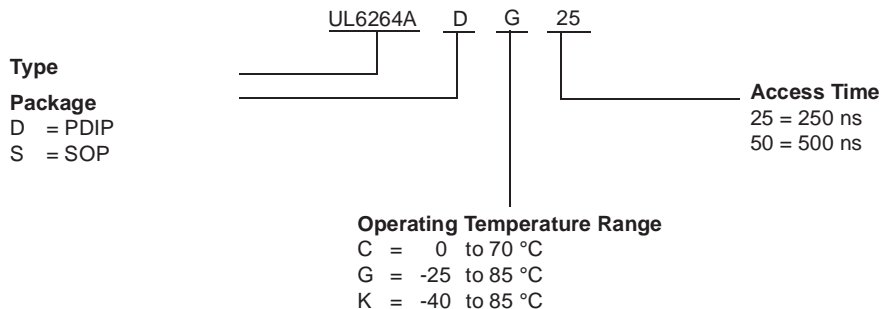 UL6264A D G 25
Type
Package
D = PDIP
S = SOP
Access Time
25 = 250 ns
50 = 500 ns
Operating Temperature Range
C = 0 to 70 °C
G = -25 to 85 °C
K = -40 to 85 °C